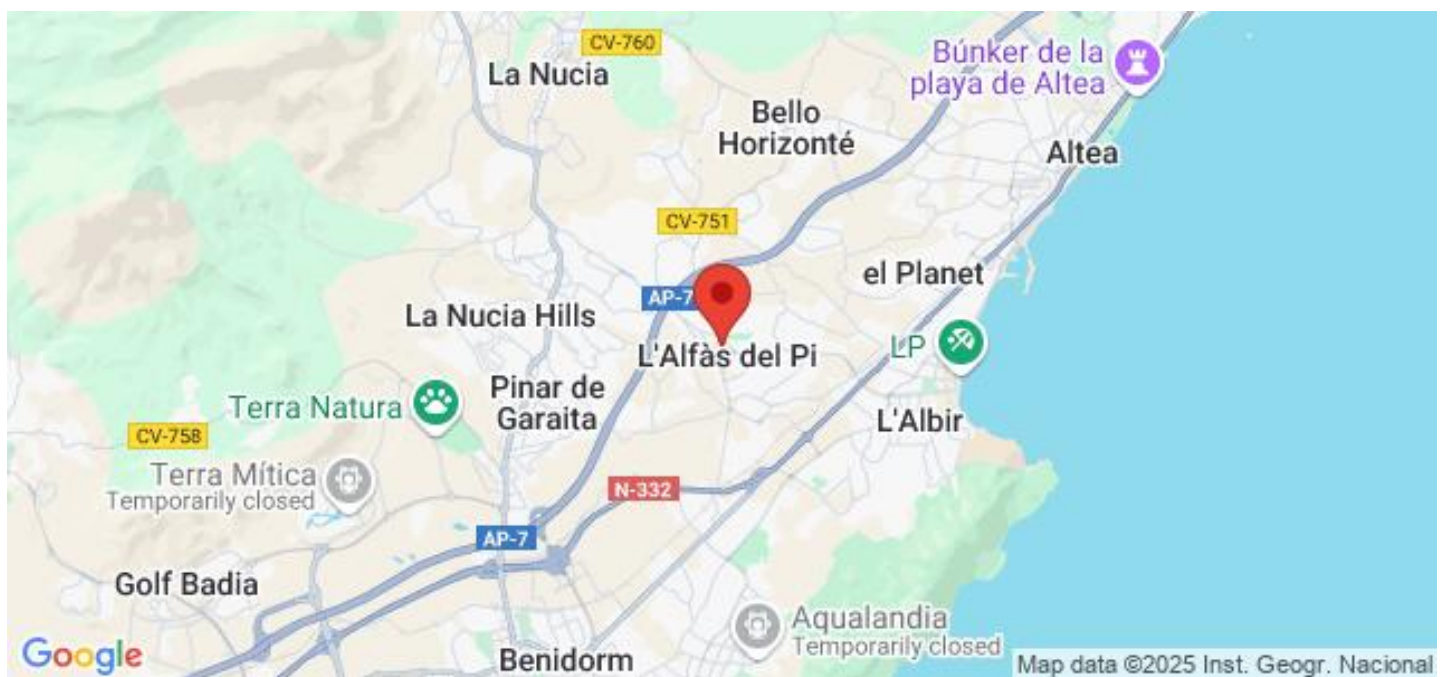 CV-760
La Nucia
Búnker de la
playa de Altea
Bello
Horizonté
Altea
CV-751
el Planet
AP-7
La Nucia Hills
L'Alfàs del Pi
LP
Pinar de
Garaita
Terra Natura
L'Albir
CV-758
Terra Mítica
Temporarily closed
N-332
AP-7
Golf Badia
Aqualandia
Temporarily closed
Benidorm
Google
Map data ©2025 Inst. Geogr. Nacional